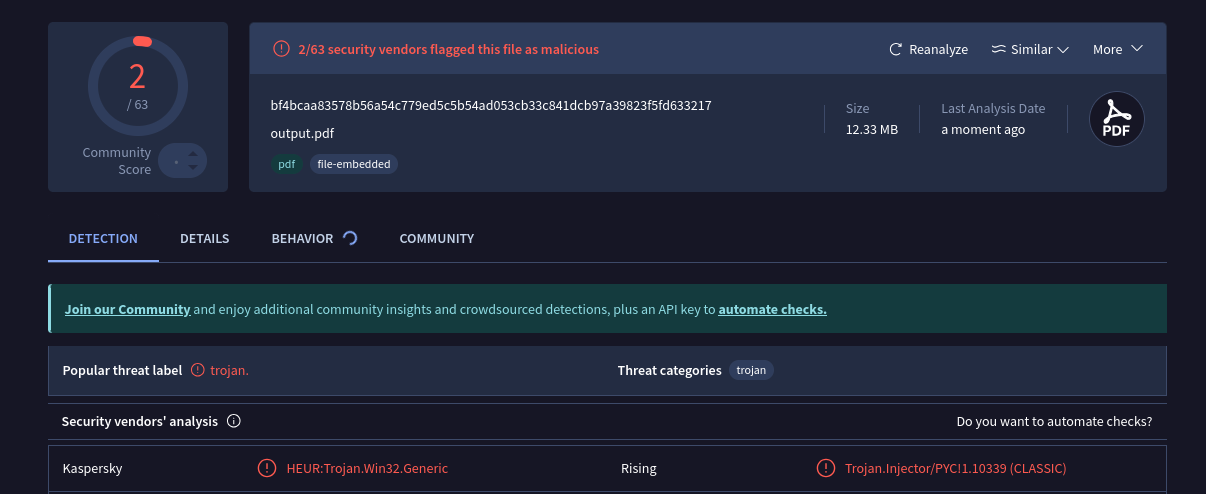 2
/ 63
Community
Score
2/63 security vendors flagged this file as malicious
Reanalyze
Similar
More
bf4bcaa83578b56a54c779ed5c5b54ad053cb33c841dcb97a39823f5fd633217
output.pdf
pdf
file-embedded
Size
12.33 MB
Last Analysis Date
a moment ago
PDF
DETECTION
DETAILS
BEHAVIOR
COMMUNITY
Join our Community and enjoy additional community insights and crowdsourced detections, plus an API key to automate checks.
Popular threat label
trojan.
Threat categories
trojan
Security vendors' analysis
Do you want to automate checks?
Kaspersky
HEUR:Trojan.Win32.Generic
Rising
Trojan.Injector/PYC!1.10339 (CLASSIC)